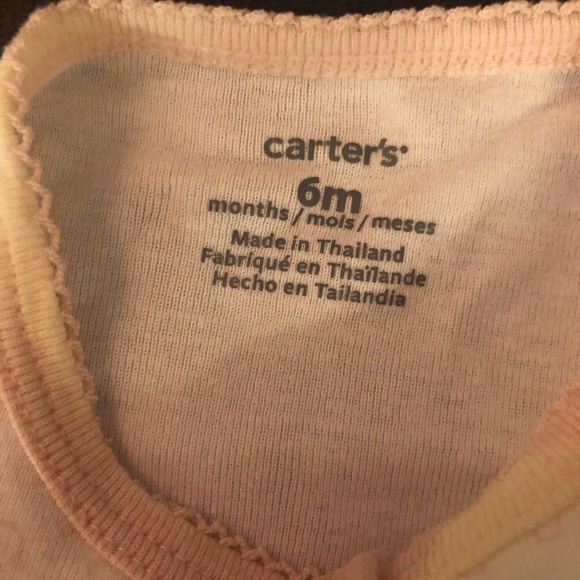 carter's
6m
months/mois/meses
Made in Thailand
Fabriqué en Thaïlande
Hecho en Tailandia